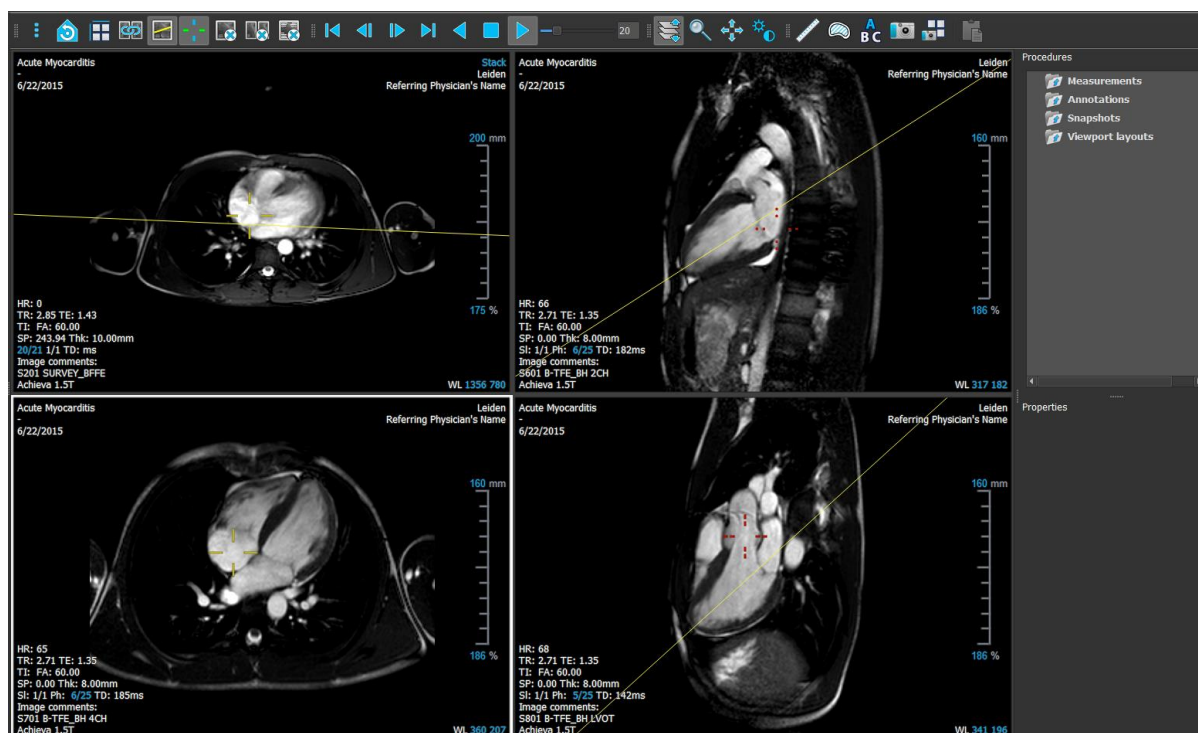 20
A
B C
Acute Myocarditis
-
6/22/2015
Stack
Leiden
Referring Physician's Name
200 mm
175 %
HR: 0
TR: 2.85 TE: 1.43
TI: FA: 60.00
SP: 243.94 Thk: 10.00mm
20/21 1/1 TD: ms
Image comments:
S201 SURVEY_BFFE
Achieva 1.5T
WL 1356 780
Acute Myocarditis
-
6/22/2015
Leiden
Referring Physician's Name
160 mm
186 %
HR: 66
TR: 2.71 TE: 1.35
TI: FA: 60.00
SP: 0.00 Thk: 8.00mm
Sl: 1/1 Ph: 6/25 TD: 182ms
Image comments:
S601 B-TFE_BH 2CH
Achieva 1.5T
WL 317 182
Acute Myocarditis
-
6/22/2015
Leiden
Referring Physician's Name
160 mm
186 %
HR: 65
TR: 2.71 TE: 1.35
TI: FA: 60.00
SP: 0.00 Thk: 8.00mm
Sl: 1/1 Ph: 6/25 TD: 185ms
Image comments:
S701 B-TFE_BH 4CH
Achieva 1.5T
WL 360 207
Acute Myocarditis
-
6/22/2015
Leiden
Referring Physician's Name
160 mm
186 %
HR: 68
TR: 2.71 TE: 1.35
TI: FA: 60.00
SP: 0.00 Thk: 8.00mm
Sl: 1/1 Ph: 5/25 TD: 142ms
Image comments:
S801 B-TFE_BH LVOT
Achieva 1.5T
WL 341 196
Procedures
Measurements
Annotations
Snapshots
Viewport layouts
Properties